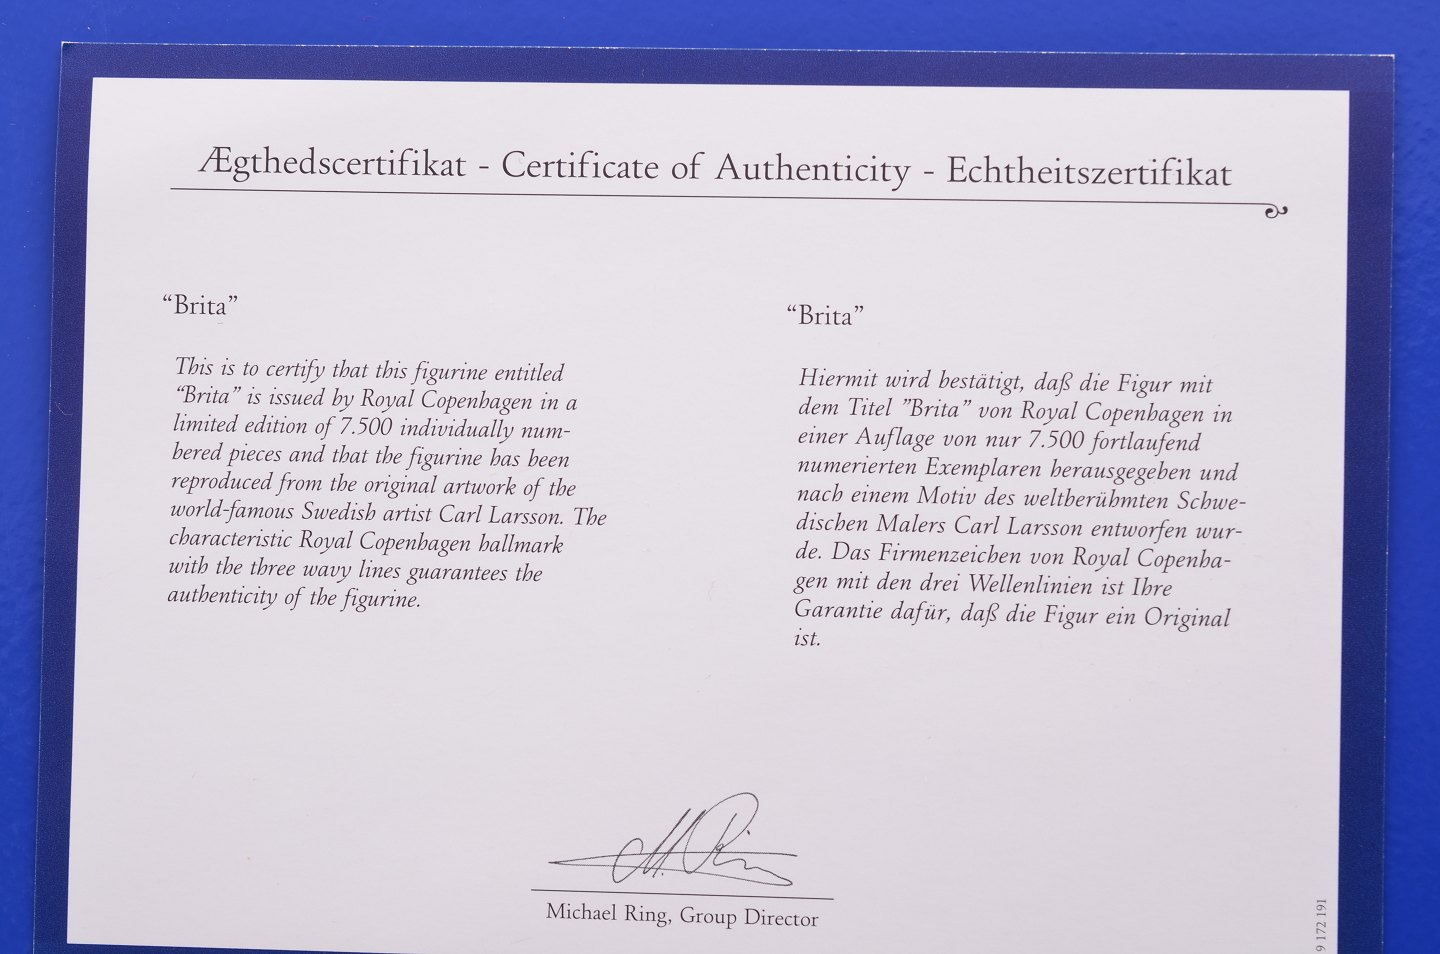 Ægthedscertifikat - Certificate of Authenticity - Echtheitszertifikat
“Brita”
This is to certify that this figurine entitled
“Brita” is issued by Royal Copenhagen in a
limited edition of 7.500 individually num-
bered pieces and that the figurine has been
reproduced from the original artwork of the
world-famous Swedish artist Carl Larsson. The
characteristic Royal Copenhagen hallmark
with the three wavy lines guarantees the
authenticity of the figurine.
“Brita”
Hiermit wird bestätigt, daß die Figur mit
dem Titel ”Brita” von Royal Copenhagen in
einer Auflage von nur 7.500 fortlaufend
numerierten Exemplaren herausgegeben und
nach einem Motiv des weltberühmten Schwe-
dischen Malers Carl Larsson entworfen wur-
de. Das Firmenzeichen von Royal Copenha-
gen mit den drei Wellenlinien ist Ihre
Garantie dafür, daß die Figur ein Original
ist.
M. Ring
Michael Ring, Group Director
9 172 191